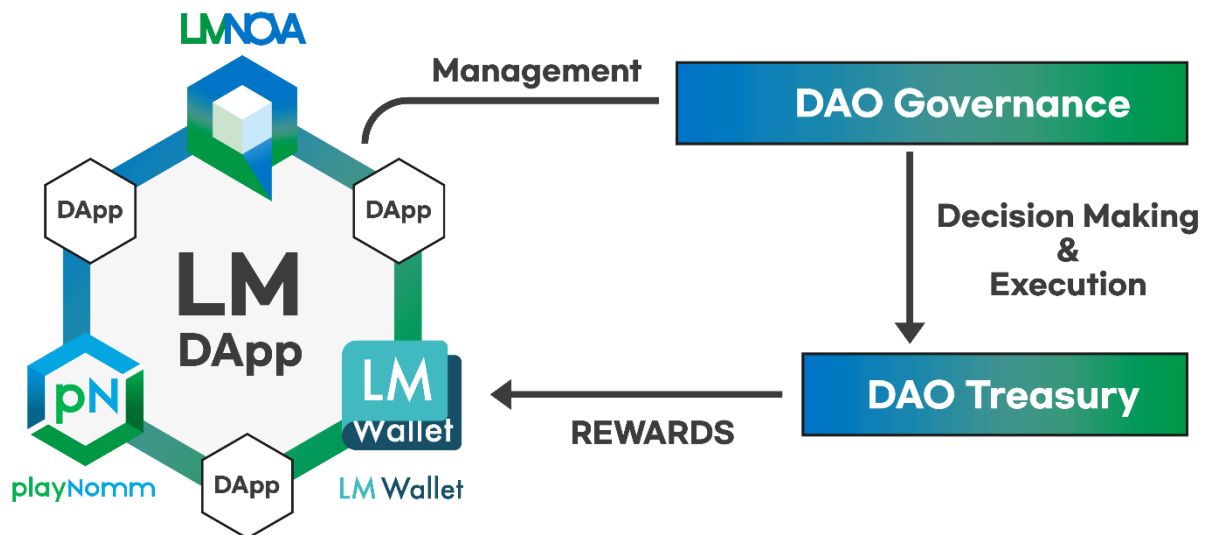 LMNOVA
Management
DAO Governance
DApp
DApp
LM
DApp
Decision Making
&
Execution
pN
LM
Wallet
DAO Treasury
REWARDS
playNomm
DApp
LM Wallet